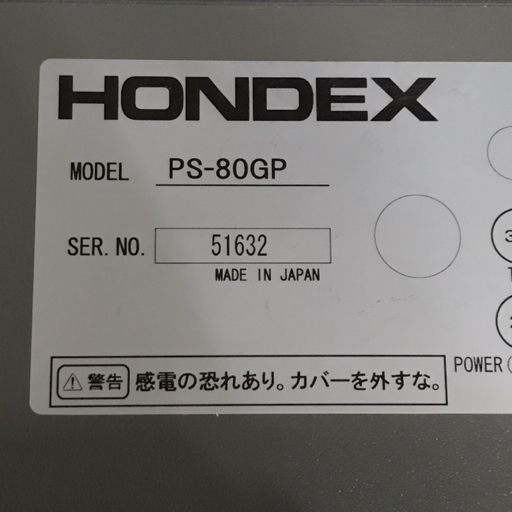 HONDEX
MODEL PS-80GP
SER. NO. 51632
MADE IN JAPAN
POWER(
⚠警告 感電の恐れあり。カバーを外すな。